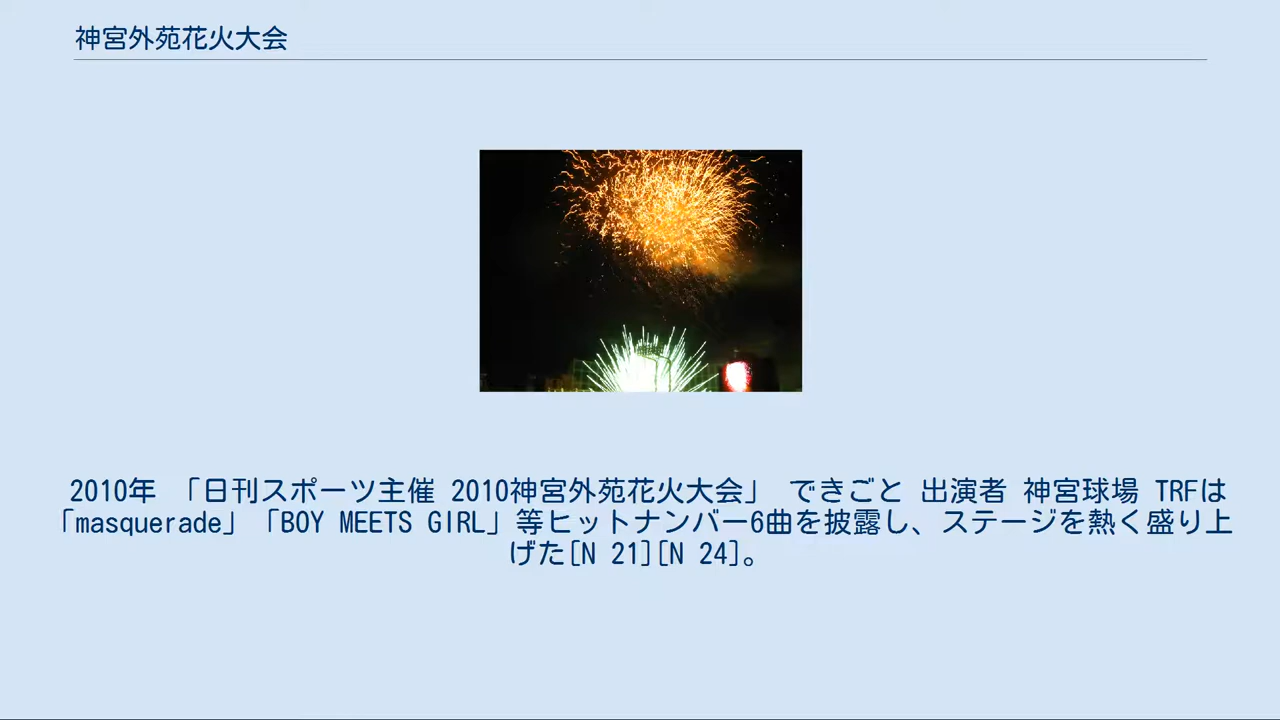 神宮外苑花火大会
2010年 「日刊スポーツ主催 2010神宮外苑花火大会」 できごと 出演者 神宮球場 TRFは
「masquerade」「BOY MEETS GIRL」等ヒットナンバー6曲を披露し、ステージを熱く盛り上
げた[N 21][N 24]。